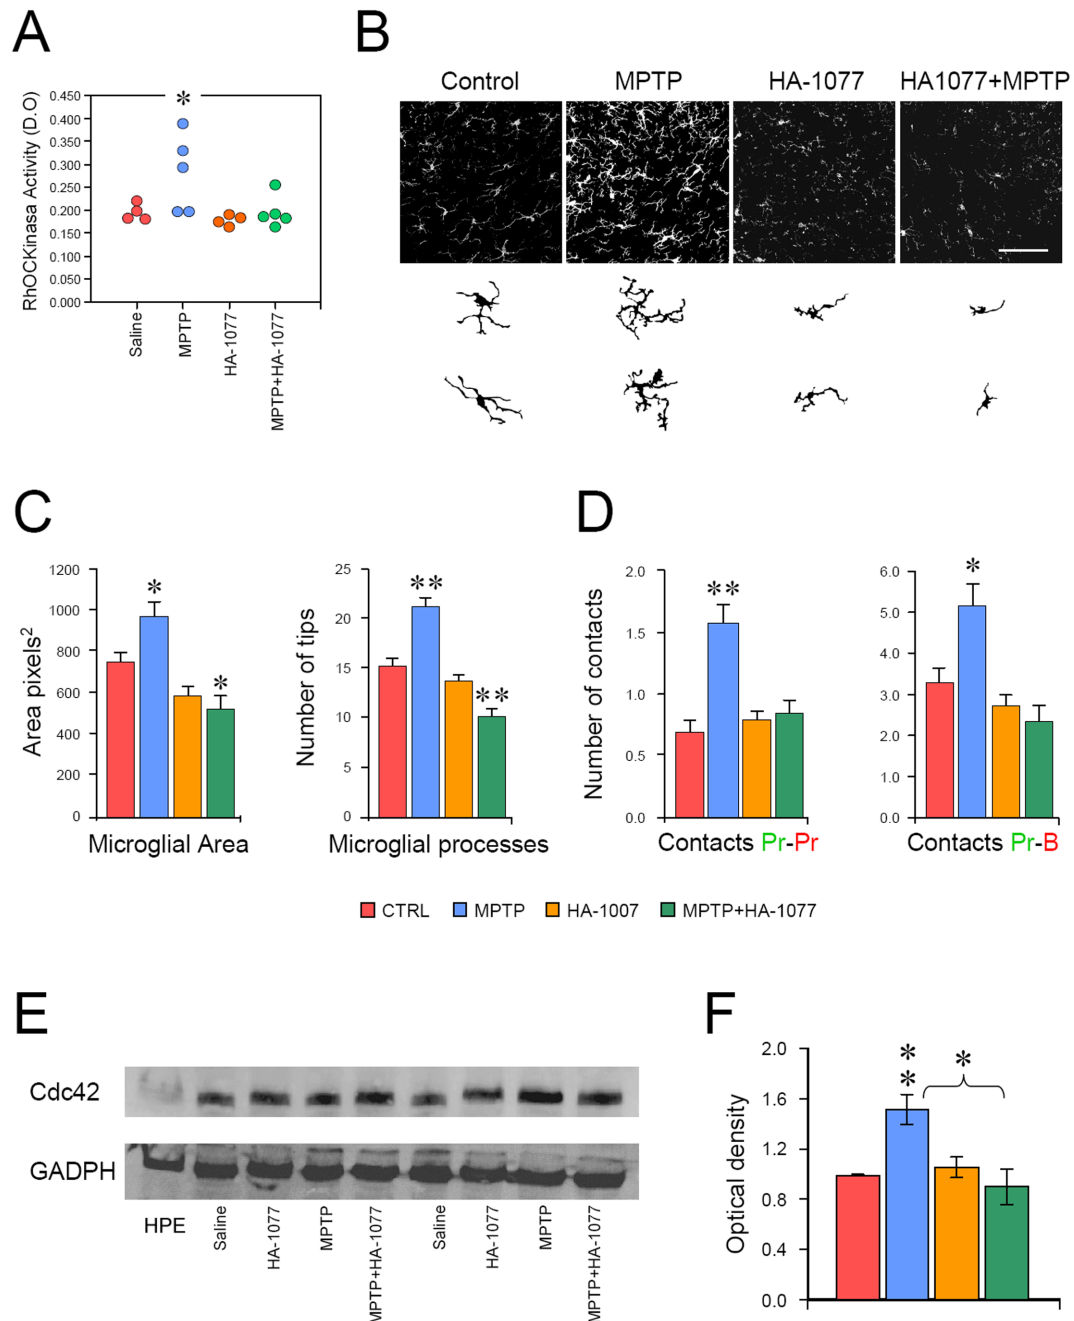 A
RhOCKinaasa Activity (D.O)
0.450
0.400
0.350
0.300
0.250
0.200
0.150
0.100
0.050
0.000
*
Saline
MPTP
HA-1077
MPTP+HA-1077
B
Control MPTP HA-1077 HA1077+MPTP
C
Area pixels2
1200
1000
800
600
400
200
0
* *
Microglial Area
Number of tips
25
20
15
10
5
0
** **
Microglial processes
D
Number of contacts
2.0
1.5
1.0
0.5
0.0
**
Contacts Pr-Pr
6.0
5.0
4.0
3.0
2.0
1.0
0.0
*
Contacts Pr-B
CTRL MPTP HA-1007 MPTP+HA-1077
E
Cdc42
GADPH
HPE
Saline
HA-1077
MPTP
MPTP+HA-1077
Saline
HA-1077
MPTP
MPTP+HA-1077
F
Optical density
2.0
1.6
1.2
0.8
0.4
0.0
*
*
*